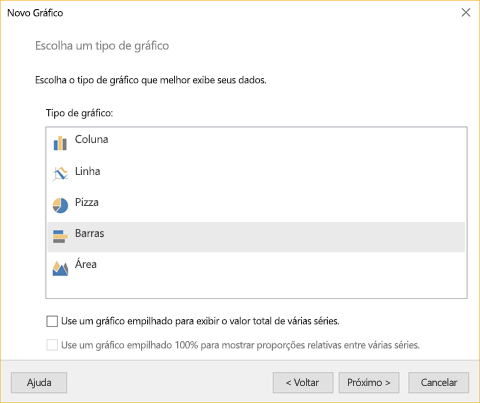 Novo Gráfico
Escolha um tipo de gráfico
Escolha o tipo de gráfico que melhor exibe seus dados.
Tipo de gráfico:
Coluna
Linha
Pizza
Barras
Área
Use um gráfico empilhado para exibir o valor total de várias séries.
Use um gráfico empilhado 100% para mostrar proporções relativas entre várias séries.
Ajuda
< Voltar
Próximo >
Cancelar